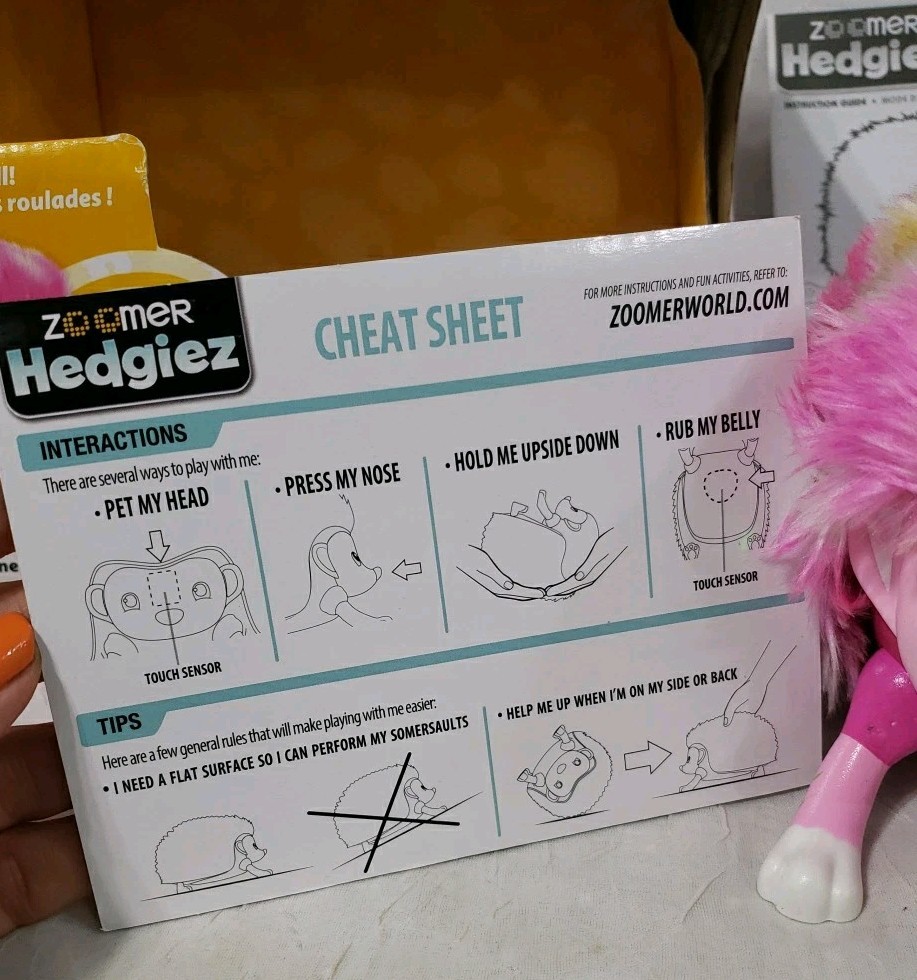 ll!
s roulades !
ZOOMER
Hedgie
INSTRUCTION GUIDE •
ZOOMER
Hedgiez
CHEAT SHEET
FOR MORE INSTRUCTIONS AND FUN ACTIVITIES, REFER TO:
ZOOMERWORLD.COM
INTERACTIONS
There are several ways to play with me:
• PET MY HEAD
TOUCH SENSOR
• PRESS MY NOSE
• HOLD ME UPSIDE DOWN
• RUB MY BELLY
TOUCH SENSOR
TIPS
Here are a few general rules that will make playing with me easier:
• I NEED A FLAT SURFACE SO I CAN PERFORM MY SOMERSAULTS
• HELP ME UP WHEN I'M ON MY SIDE OR BACK
ne